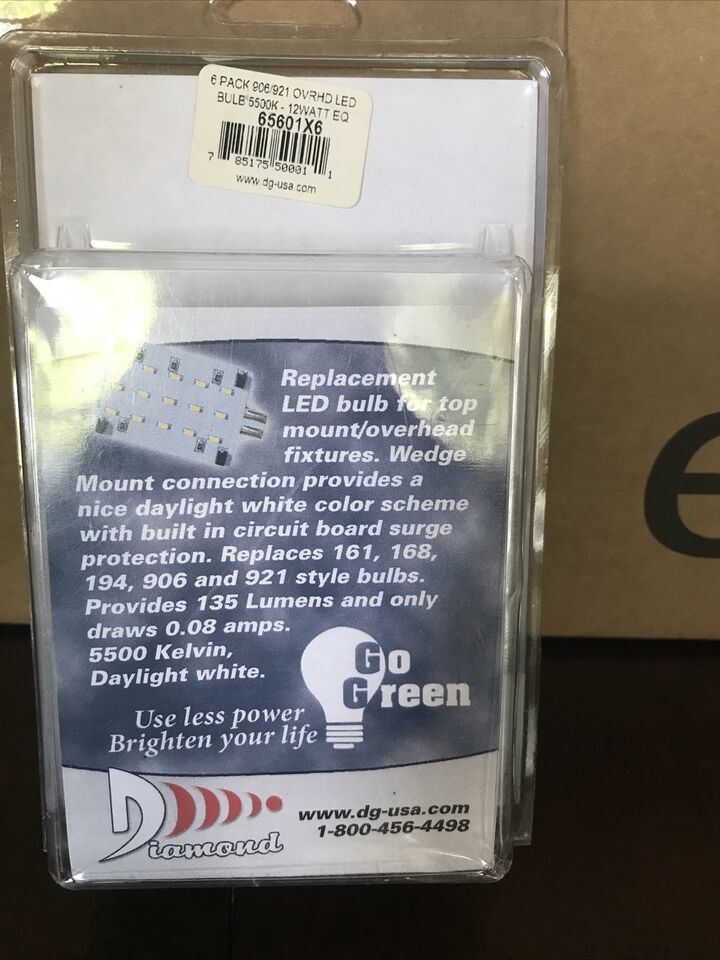 6 PACK 906/921 OVRHD LED
BULB 5500K - 12WATT EQ
65601X6
7 85175 50001 1
www.dg-usa.com
Replacement
LED bulb for top
mount/overhead
fixtures. Wedge
Mount connection provides a
nice daylight white color scheme
with built in circuit board surge
protection. Replaces 161, 168,
194, 906 and 921 style bulbs.
Provides 135 Lumens and only
draws 0.08 amps.
5500 Kelvin,
Daylight white.
Go
Green
Use less power
Brighten your life
Diamond
www.dg-usa.com
1-800-456-4498
e